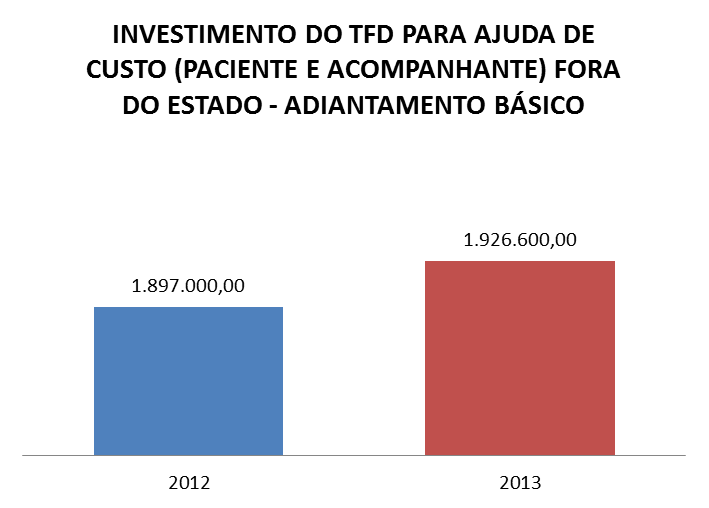 INVESTIMENTO DO TFD PARA AJUDA DE
CUSTO (PACIENTE E ACOMPANHANTE) FORA
DO ESTADO - ADIANTAMENTO BÁSICO
1.926.600,00
1.897.000,00
2012
2013